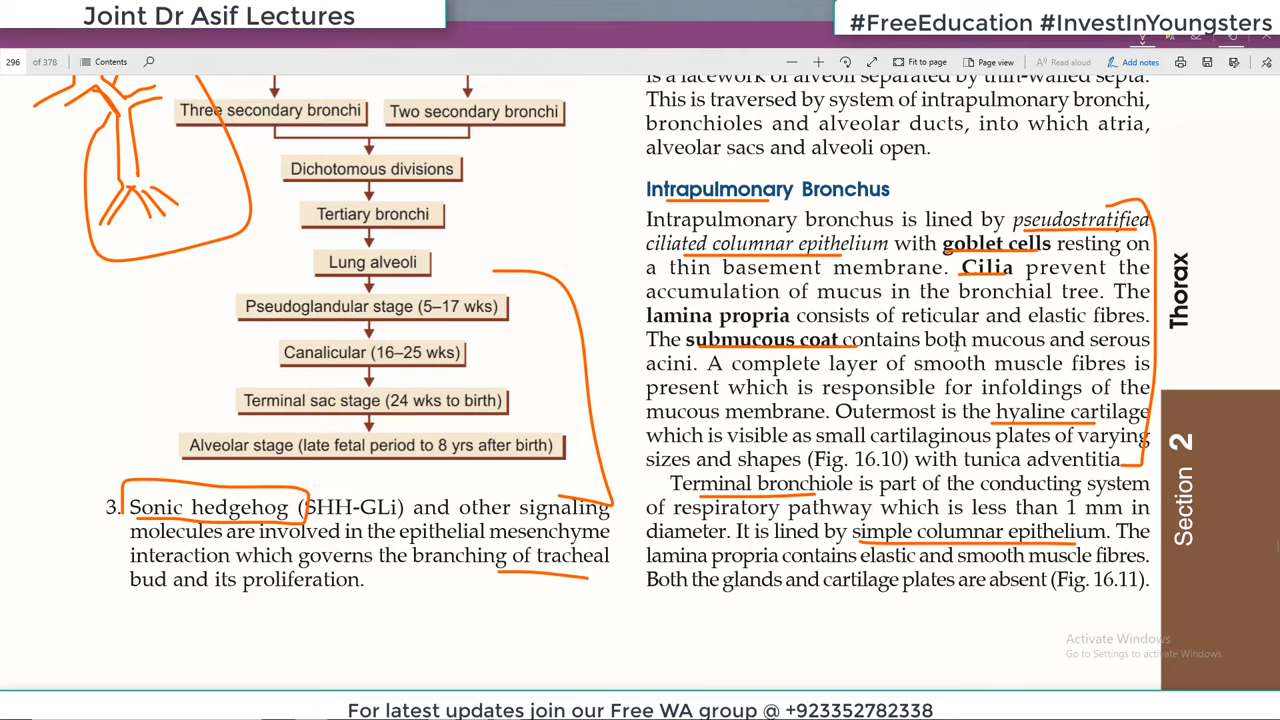 Joint Dr Asif Lectures
#FreeEducation #InvestInYoungsters
296 of 378
Contents
Fit to page
Page view
Read aloud
Add notes
Three secondary bronchi
Two secondary bronchi
Dichotomous divisions
Tertiary bronchi
Lung alveoli
Pseudoglandular stage (5–17 wks)
Canalicular (16–25 wks)
Terminal sac stage (24 wks to birth)
Alveolar stage (late fetal period to 8 yrs after birth)
3. Sonic hedgehog (SHH-GLi) and other signaling
molecules are involved in the epithelial mesenchyme
interaction which governs the branching of tracheal
bud and its proliferation.
is a lacework of alveoli separated by thin-walled septa.
This is traversed by system of intrapulmonary bronchi,
bronchioles and alveolar ducts, into which atria,
alveolar sacs and alveoli open.
Intrapulmonary Bronchus
Intrapulmonary bronchus is lined by pseudostratified
ciliated columnar epithelium with goblet cells resting on
a thin basement membrane. Cilia prevent the
accumulation of mucus in the bronchial tree. The
lamina propria consists of reticular and elastic fibres.
The submucous coat contains both mucous and serous
acini. A complete layer of smooth muscle fibres is
present which is responsible for infoldings of the
mucous membrane. Outermost is the hyaline cartilage
which is visible as small cartilaginous plates of varying
sizes and shapes (Fig. 16.10) with tunica adventitia.
Terminal bronchiole is part of the conducting system
of respiratory pathway which is less than 1 mm in
diameter. It is lined by simple columnar epithelium. The
lamina propria contains elastic and smooth muscle fibres.
Both the glands and cartilage plates are absent (Fig. 16.11).
Thorax
Section 2
Activate Windows
Go to Settings to activate Windows.
For latest updates join our Free WA group @ +923352782338